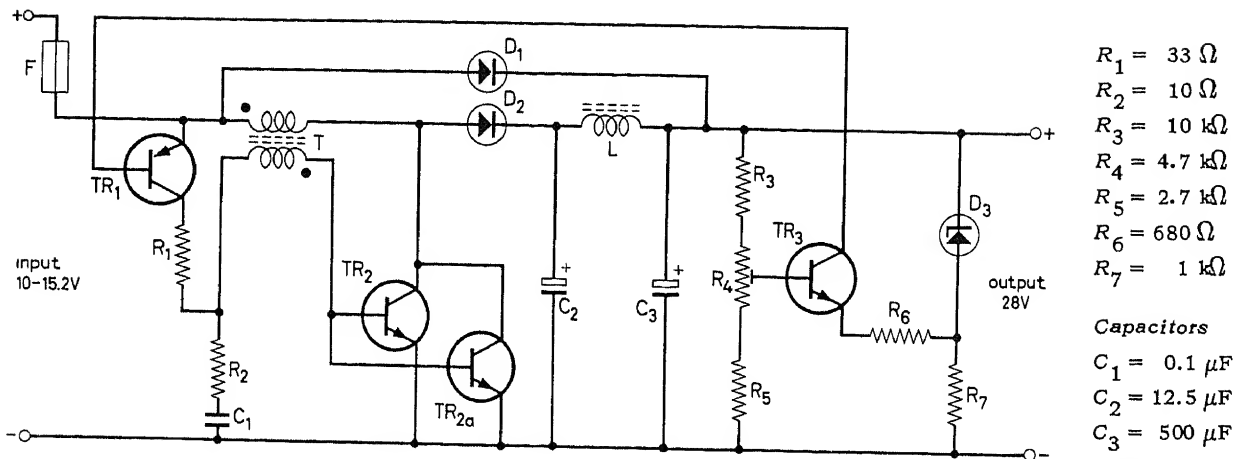 +
F
D₁
D₂
T
L
TR₁
R₁
R₂
C₁
TR₂
TR₂ₐ
C₂
+
C₃
+
R₃
R₄
R₅
TR₃
R₆
D₃
R₇
+
input
10-15.2V
output
28V
-
-
R₁ = 33 Ω
R₂ = 10 Ω
R₃ = 10 kΩ
R₄ = 4.7 kΩ
R₅ = 2.7 kΩ
R₆ = 680 Ω
R₇ = 1 kΩ
Capacitors
C₁ = 0.1 μF
C₂ = 12.5 μF
C₃ = 500 μF